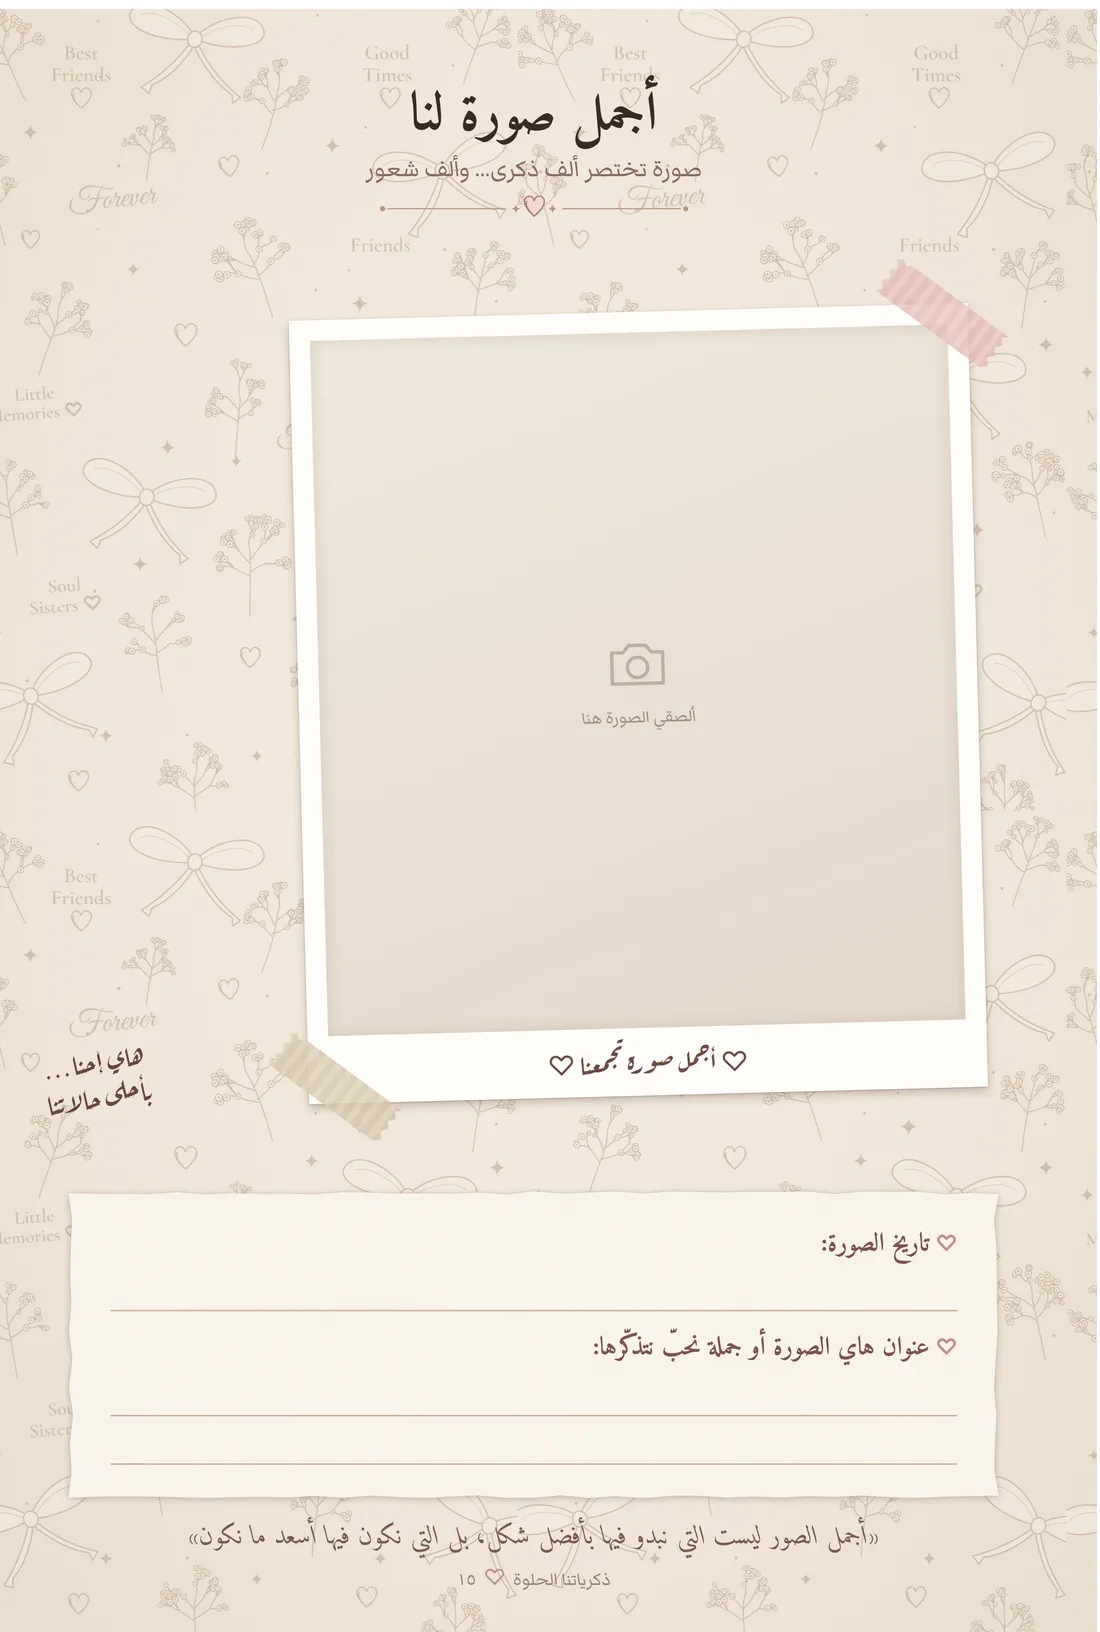 Best
Friends
Good
Times
Best
Friends
Good
Times
أجمل صورة لنا
صورة تختصر ألف ذكرى... وألف شعور
Forever
Forever
Friends
Friends
Little
Soul
Sisters
ألصقي الصورة هنا
Best
Friends
Forever
هاي إحنا...
بأحلى حالاتنا
أجمل صورة تجمعنا
Little
تاريخ الصورة:
عنوان هاي الصورة أو جملة نحبّ نتذكّرها:
«أجمل الصور ليست التي نبدو فيها بأفضل شكل، بل التي نكون فيها أسعد ما نكون»
ذكرياتنا الحلوة ١٥